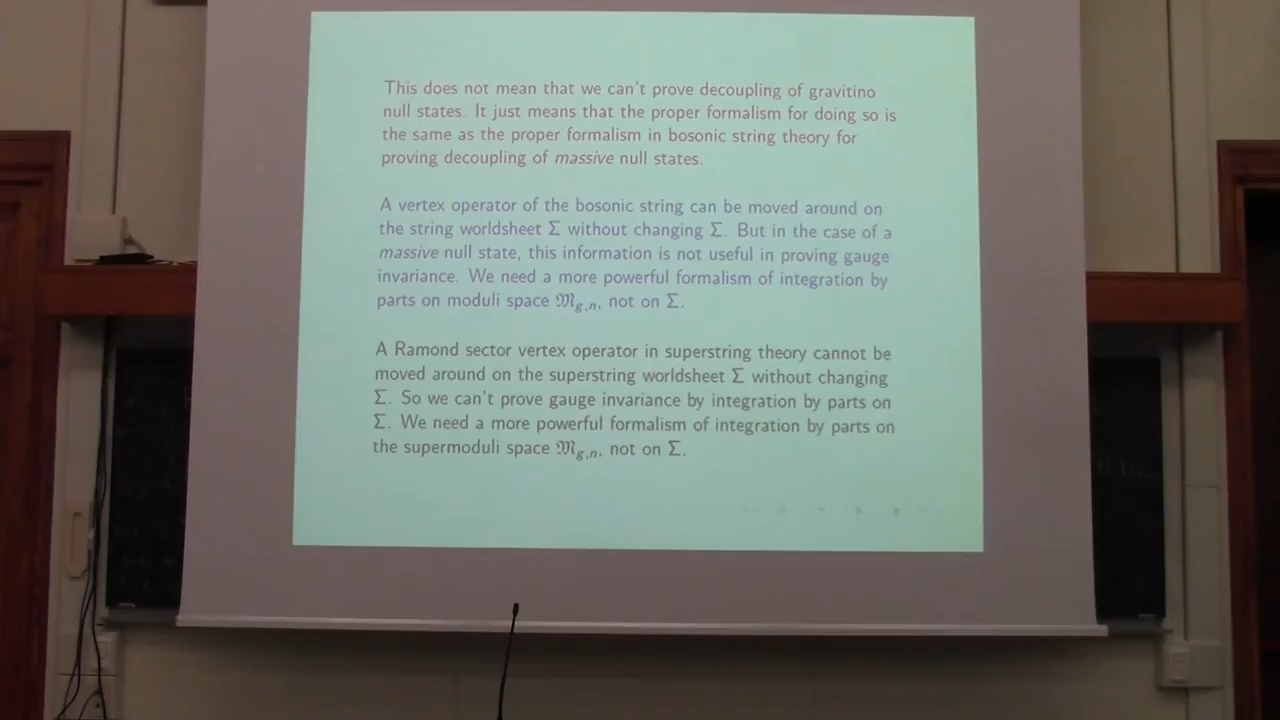 This does not mean that we can't prove decoupling of gravitino
null states. It just means that the proper formalism for doing so is
the same as the proper formalism in bosonic string theory for
proving decoupling of massive null states.
A vertex operator of the bosonic string can be moved around on
the string worldsheet Σ without changing Σ. But in the case of a
massive null state, this information is not useful in proving gauge
invariance. We need a more powerful formalism of integration by
parts on moduli space 𝔐g,n, not on Σ.
A Ramond sector vertex operator in superstring theory cannot be
moved around on the superstring worldsheet Σ without changing
Σ. So we can't prove gauge invariance by integration by parts on
Σ. We need a more powerful formalism of integration by parts on
the supermoduli space 𝔐g,n, not on Σ.